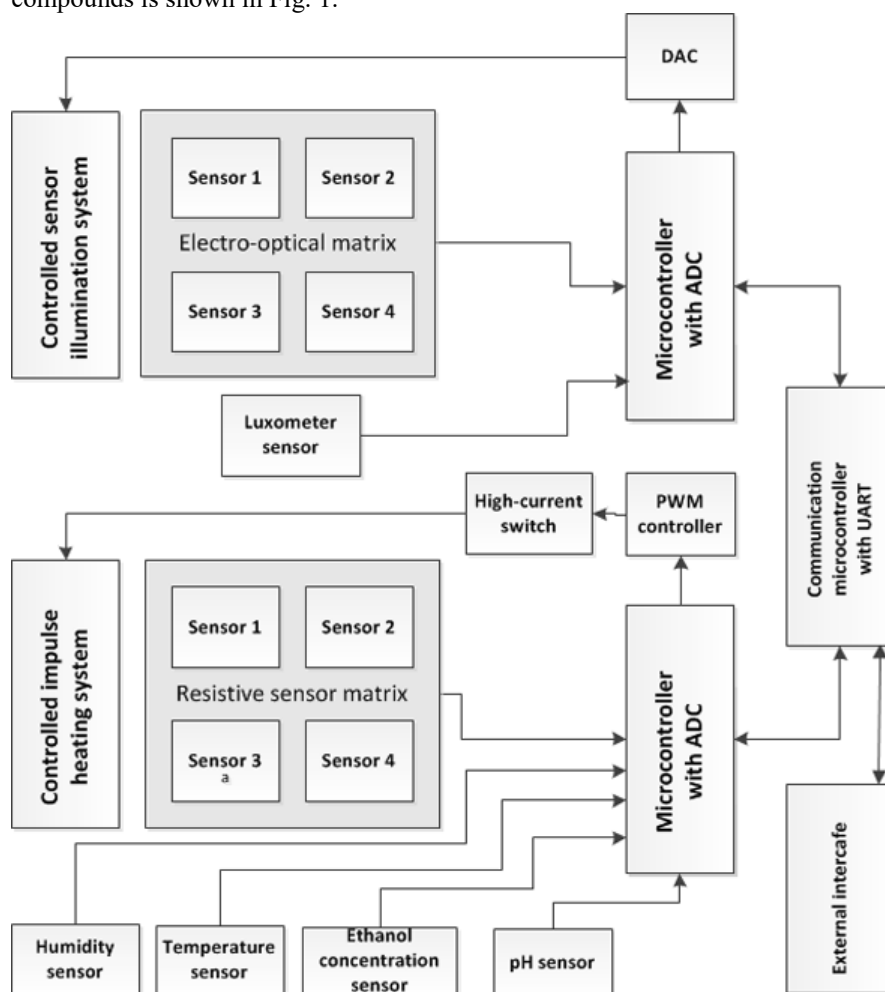 compounds is shown in Fig. 1.
DAC
Controlled sensor
illumination system
Sensor 1
Sensor 2
Electro-optical matrix
Sensor 3
Sensor 4
Microcontroller
with ADC
Luxometer
sensor
High-current
switch
PWM
controller
Communication
microcontroller
with UART
Controlled impulse
heating system
Sensor 1
Sensor 2
Resistive sensor matrix
Sensor 3
a
Sensor 4
Microcontroller
with ADC
External intercafe
Humidity
sensor
Temperature
sensor
Ethanol
concentration
sensor
pH sensor